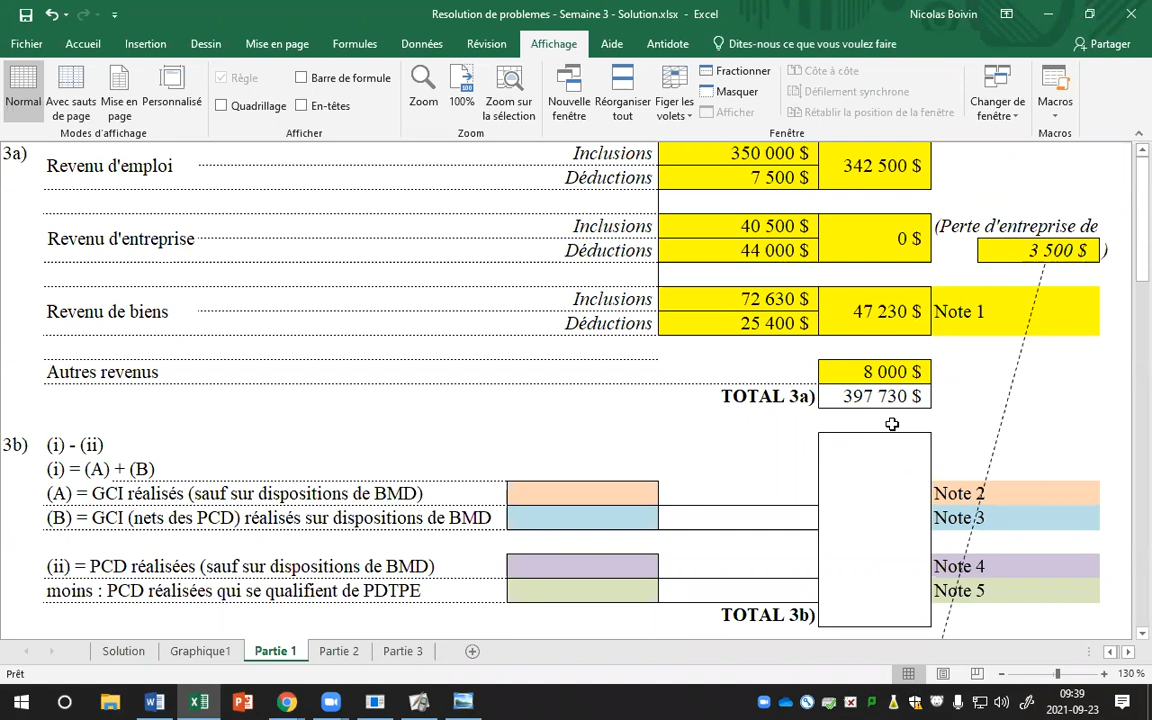 Resolution de problemes - Semaine 3 - Solution.xlsx - Excel
Nicolas Boivin
Fichier Accueil Insertion Dessin Mise en page Formules Données Révision Affichage Aide Antidote Dites-nous ce que vous voulez faire Partager
Normal
Avec sauts de page
Mise en page
Personnalisé
Modes d'affichage
Règle
Barre de formule
Quadrillage
En-têtes
Afficher
Zoom
100%
Zoom sur la sélection
Zoom
Nouvelle fenêtre
Réorganiser tout
Figer les volets
Fractionner
Masquer
Afficher
Côte à côte
Défilement synchrone
Rétablir la position de la fenêtre
Fenêtre
Changer de fenêtre
Macros
Macros
3a) Revenu d'emploi Inclusions 350 000 $ 342 500 $
Déductions 7 500 $
Revenu d'entreprise Inclusions 40 500 $ 0 $ (Perte d'entreprise de
Déductions 44 000 $ 3 500 $ )
Revenu de biens Inclusions 72 630 $ 47 230 $ Note 1
Déductions 25 400 $
Autres revenus 8 000 $
TOTAL 3a) 397 730 $
3b) (i) - (ii)
(i) = (A) + (B)
(A) = GCI réalisés (sauf sur dispositions de BMD) Note 2
(B) = GCI (nets des PCD) réalisés sur dispositions de BMD Note 3
(ii) = PCD réalisées (sauf sur dispositions de BMD) Note 4
moins : PCD réalisées qui se qualifient de PDTPE Note 5
TOTAL 3b)
Solution Graphique1 Partie 1 Partie 2 Partie 3
Prêt
130 %
09:39
2021-09-23